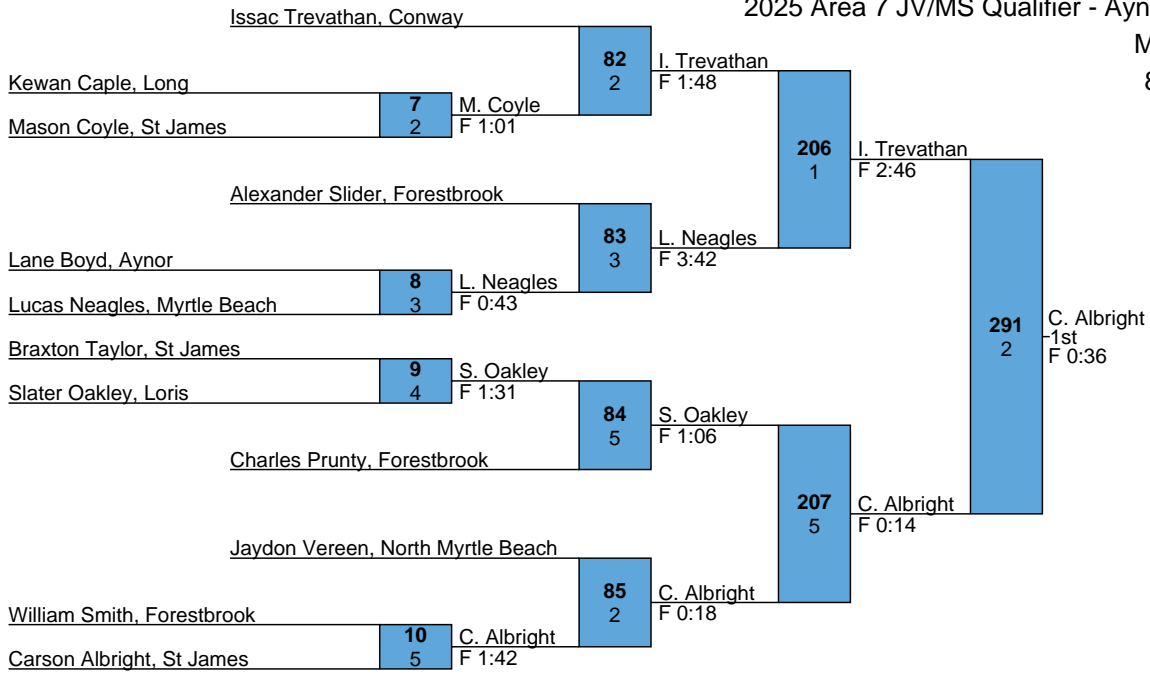 2025 Area 7 JV/MS Qualifier - Ayn
M
8
Issac Trevathan, Conway
82
2
I. Trevathan
F 1:48
Kewan Caple, Long
7
2
M. Coyle
F 1:01
Mason Coyle, St James
206
1
I. Trevathan
F 2:46
Alexander Slider, Forestbrook
83
3
L. Neagles
F 3:42
Lane Boyd, Aynor
8
3
L. Neagles
F 0:43
Lucas Neagles, Myrtle Beach
291
2
C. Albright
1st
F 0:36
Braxton Taylor, St James
9
4
S. Oakley
F 1:31
Slater Oakley, Loris
84
5
S. Oakley
F 1:06
Charles Prunty, Forestbrook
207
5
C. Albright
F 0:14
Jaydon Vereen, North Myrtle Beach
85
2
C. Albright
F 0:18
William Smith, Forestbrook
10
5
C. Albright
F 1:42
Carson Albright, St James